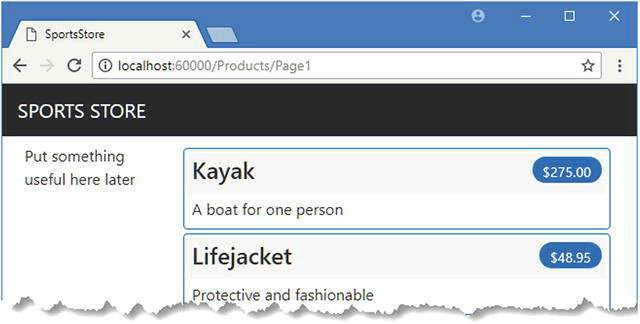 SportsStore
localhost:60000/Products/Page1
SPORTS STORE
Put something
useful here later
Kayak
$275.00
A boat for one person
Lifejacket
$48.95
Protective and fashionable